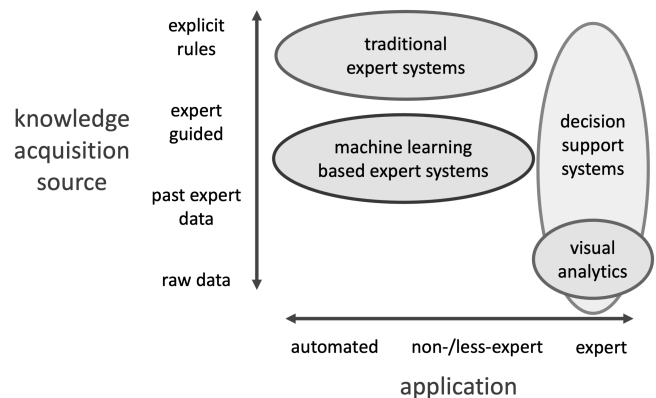 explicit
rules
traditional
expert systems
knowledge
acquisition
source
expert
guided
machine learning
based expert systems
decision
support
systems
past expert
data
visual
analytics
raw data
automated
non-/less-expert
expert
application